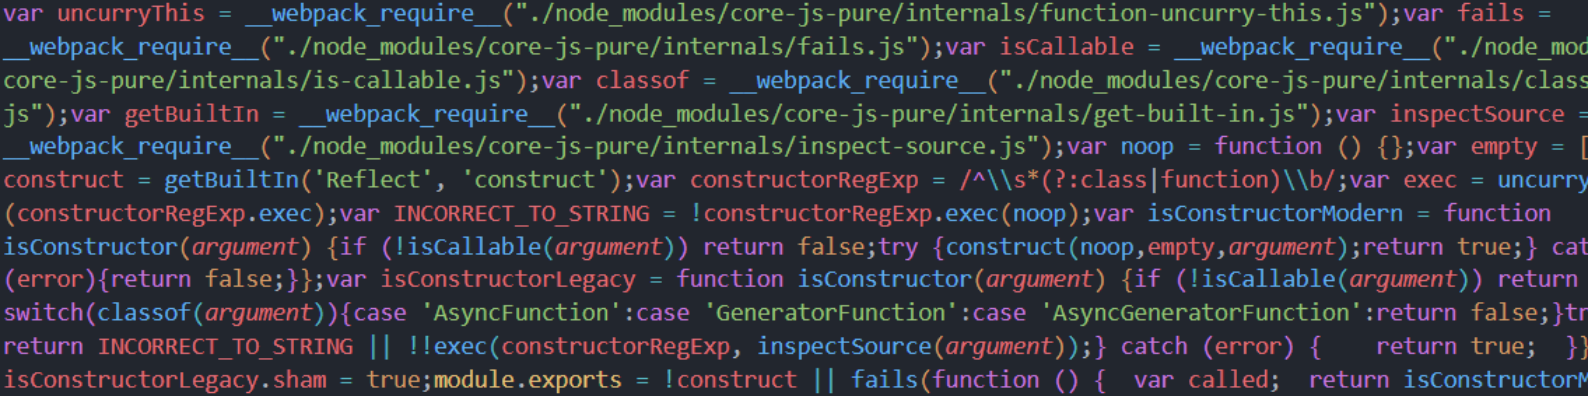 var uncurryThis = __webpack_require__("./node_modules/core-js-pure/internals/function-uncurry-this.js");var fails =
__webpack_require__("./node_modules/core-js-pure/internals/fails.js");var isCallable = __webpack_require__("./node_mod
core-js-pure/internals/is-callable.js");var classof = __webpack_require__("./node_modules/core-js-pure/internals/class
js");var getBuiltIn = __webpack_require__("./node_modules/core-js-pure/internals/get-built-in.js");var inspectSource =
__webpack_require__("./node_modules/core-js-pure/internals/inspect-source.js");var noop = function () {};var empty = [
construct = getBuiltIn('Reflect', 'construct');var constructorRegExp = /^\\s*(?:class|function)\\b/;var exec = uncurry
(constructorRegExp.exec);var INCORRECT_TO_STRING = !constructorRegExp.exec(noop);var isConstructorModern = function
isConstructor(argument) {if (!isCallable(argument)) return false;try {construct(noop,empty,argument);return true;} cat
(error){return false;}};var isConstructorLegacy = function isConstructor(argument) {if (!isCallable(argument)) return
switch(classof(argument)){case 'AsyncFunction':case 'GeneratorFunction':case 'AsyncGeneratorFunction':return false;}tr
return INCORRECT_TO_STRING || !!exec(constructorRegExp, inspectSource(argument));} catch (error) {    return true;  }}
isConstructorLegacy.sham = true;module.exports = !construct || fails(function () {  var called;  return isConstructorM